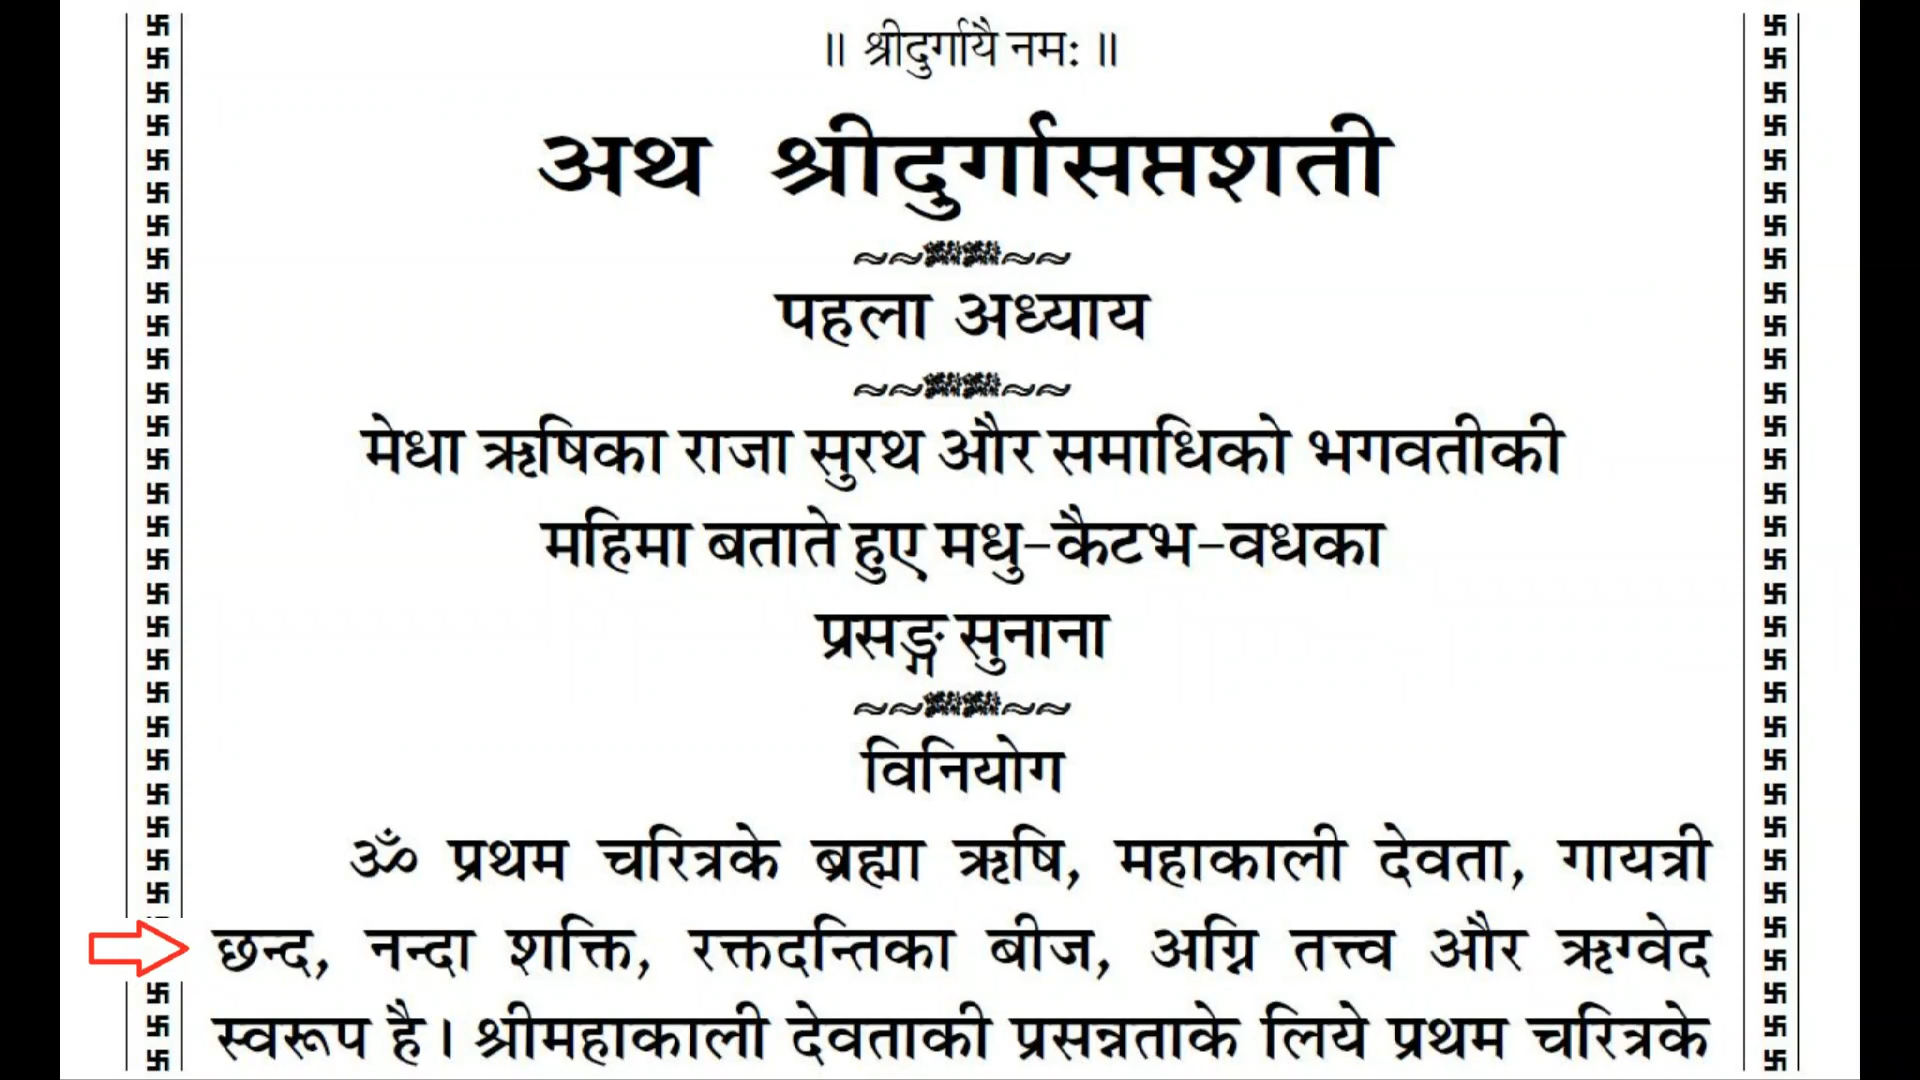 ॥ श्रीदुर्गायै नमः ॥
अथ श्रीदुर्गासप्तशती
पहला अध्याय
मेधा ऋषिका राजा सुरथ और समाधिको भगवतीकी
महिमा बताते हुए मधु-कैटभ-वधका
प्रसङ्ग सुनाना
विनियोग
ॐ प्रथम चरित्रके ब्रह्मा ऋषि, महाकाली देवता, गायत्री
छन्द, नन्दा शक्ति, रक्तदन्तिका बीज, अग्नि तत्त्व और ऋग्वेद
स्वरूप है। श्रीमहाकाली देवताकी प्रसन्नताके लिये प्रथम चरित्रके